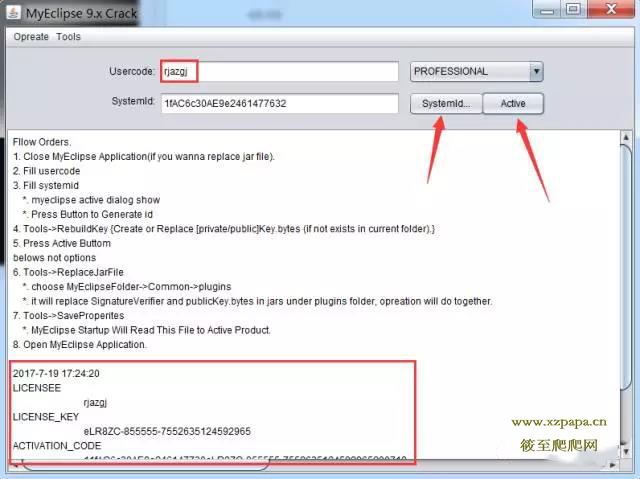 MyEclipse 9.x Crack
Opreate Tools
Usercode: rjazgj PROFESSIONAL
SystemId: 1fAC6c30AE9e2461477632 SystemId... Active
Fllow Orders.
1. Close MyEclipse Application(if you wanna replace jar file).
2. Fill usercode
3. Fill systemid
*. myeclipse active dialog show
*. Press Button to Generate id
4. Tools->RebuildKey {Create or Replace [private/public]Key.bytes (if not exists in current folder).}
5. Press Active Buttom
belows not options
6. Tools->ReplaceJarFile
*. choose MyEclipseFolder->Common->plugins
*. it will replace SignatureVerifier and publicKey.bytes in jars under plugins folder, opreation will do together.
7. Tools->SaveProperites
*. MyEclipse Startup Will Read This File to Active Product.
8. Open MyEclipse Application.
2017-7-19 17:24:20
LICENSEE
rjazgj
LICENSE_KEY
eLR8ZC-855555-7552635124592965
ACTIVATION_CODE
www.xzpapa.cn
筱至爬爬网